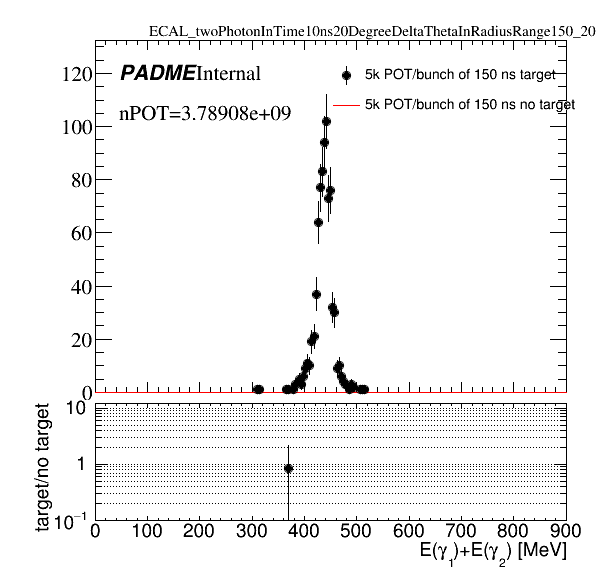 ECAL_twoPhotonInTime10ns20DegreeDeltaThetaInRadiusRange150_20
120
100
80
60
40
20
0
PADME Internal
nPOT=3.78908e+09
5k POT/bunch of 150 ns target
5k POT/bunch of 150 ns no target
target/no target
10
1
10⁻¹
0 100 200 300 400 500 600 700 800 900
E(γ₁)+E(γ₂) [MeV]